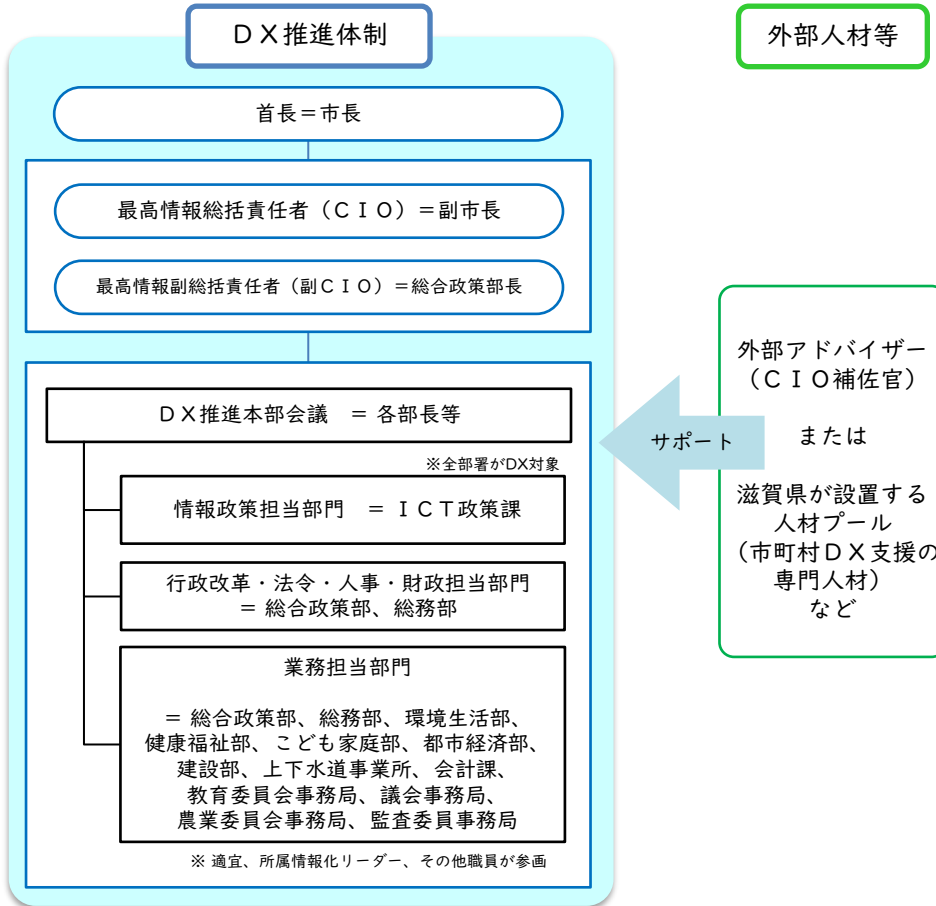 ＤＸ推進体制
首長＝市長
最高情報総括責任者（ＣＩＯ）＝副市長
最高情報副総括責任者（副ＣＩＯ）＝総合政策部長
ＤＸ推進本部会議　＝ 各部長等
※全部署がDX対象
情報政策担当部門　＝ ＩＣＴ政策課
行政改革・法令・人事・財政担当部門
＝ 総合政策部、総務部
業務担当部門
＝ 総合政策部、総務部、環境生活部、
健康福祉部、こども家庭部、都市経済部、
建設部、上下水道事業所、会計課、
教育委員会事務局、議会事務局、
農業委員会事務局、監査委員事務局
※ 適宜、所属情報化リーダー、その他職員が参画
サポート
外部人材等
外部アドバイザー
（ＣＩＯ補佐官）
または
滋賀県が設置する
人材プール
（市町村ＤＸ支援の
専門人材）
など